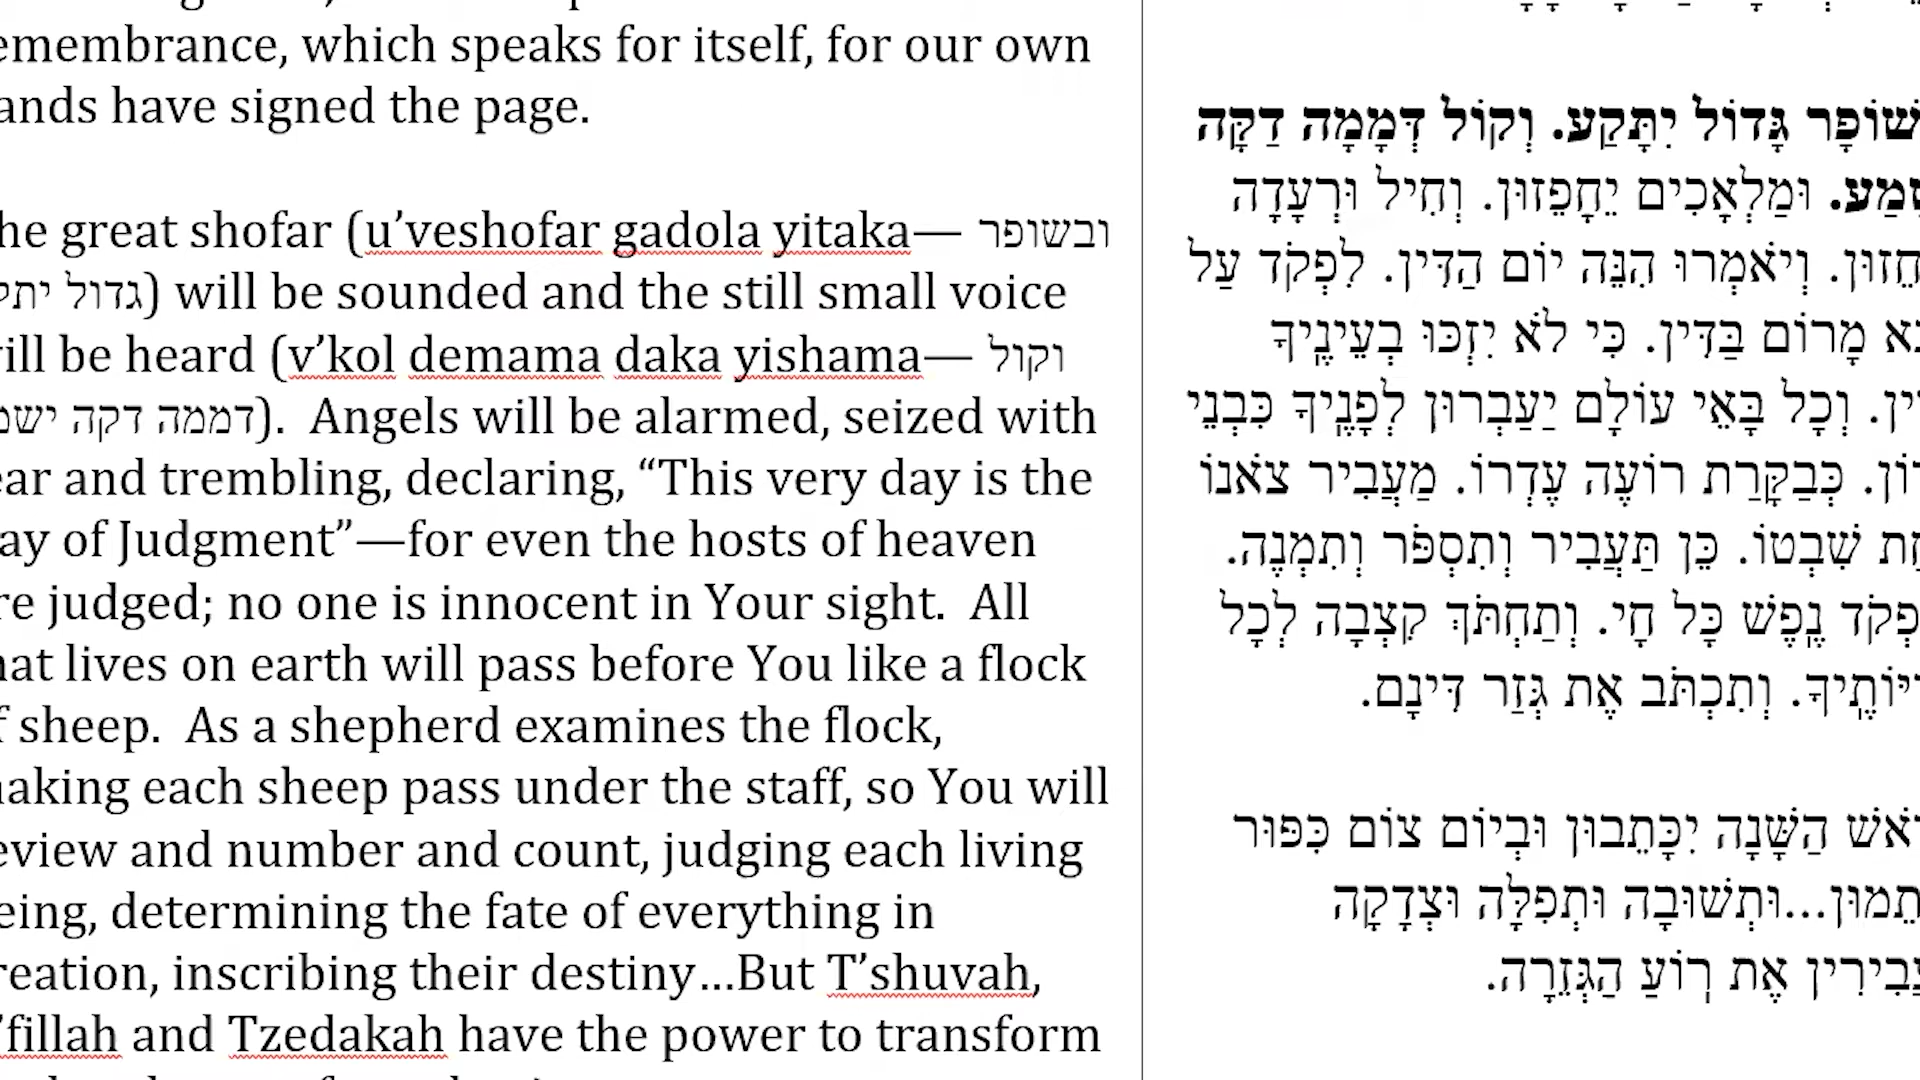 emembrance, which speaks for itself, for our own
ands have signed the page.
he great shofar (u’veshofar gadola yitaka— ובשופר
גדול יתק) will be sounded and the still small voice
ill be heard (v’kol demama daka yishama— וקול
דממה דקה ישמ). Angels will be alarmed, seized with
ear and trembling, declaring, “This very day is the
ay of Judgment”—for even the hosts of heaven
re judged; no one is innocent in Your sight. All
hat lives on earth will pass before You like a flock
f sheep. As a shepherd examines the flock,
aking each sheep pass under the staff, so You will
eview and number and count, judging each living
eing, determining the fate of everything in
reation, inscribing their destiny…But T’shuvah,
’fillah and Tzedakah have the power to transform
שׁוֹפָר גָּדוֹל יִתָּקַע. וְקוֹל דְּמָמָה דַקָּה
שָׁמַע. וּמַלְאָכִים יֵחָפֵזוּן. וְחִיל וּרְעָדָה
חֵזוּן. וְיֹאמְרוּ הִנֵּה יוֹם הַדִּין. לִפְקֹד עַל
בָא מָרוֹם בַּדִּין. כִּי לֹא יִזְכּוּ בְעֵינֶיךָ
ין. וְכָל בָּאֵי עוֹלָם יַעַבְרוּן לְפָנֶיךָ כִּבְנֵי
רוֹן. כְּבַקָּרַת רוֹעֶה עֶדְרוֹ. מַעֲבִיר צֹאנוֹ
חַת שִׁבְטוֹ. כֵּן תַּעֲבִיר וְתִסְפֹּר וְתִמְנֶה.
פְקֹד נֶפֶשׁ כָּל חָי. וְתַחְתֹּךְ קִצְבָה לְכָל
רִיּוֹתֶיךָ. וְתִכְתֹּב אֶת גְּזַר דִּינָם.
רֹאשׁ הַשָּׁנָה יִכָּתֵבוּן וּבְיוֹם צוֹם כִּפּוּר
תֵמוּן...וּתְשׁוּבָה וּתְפִלָּה וּצְדָקָה
עֲבִירִין אֶת רֽוֹעַ הַגְּזֵרָה.